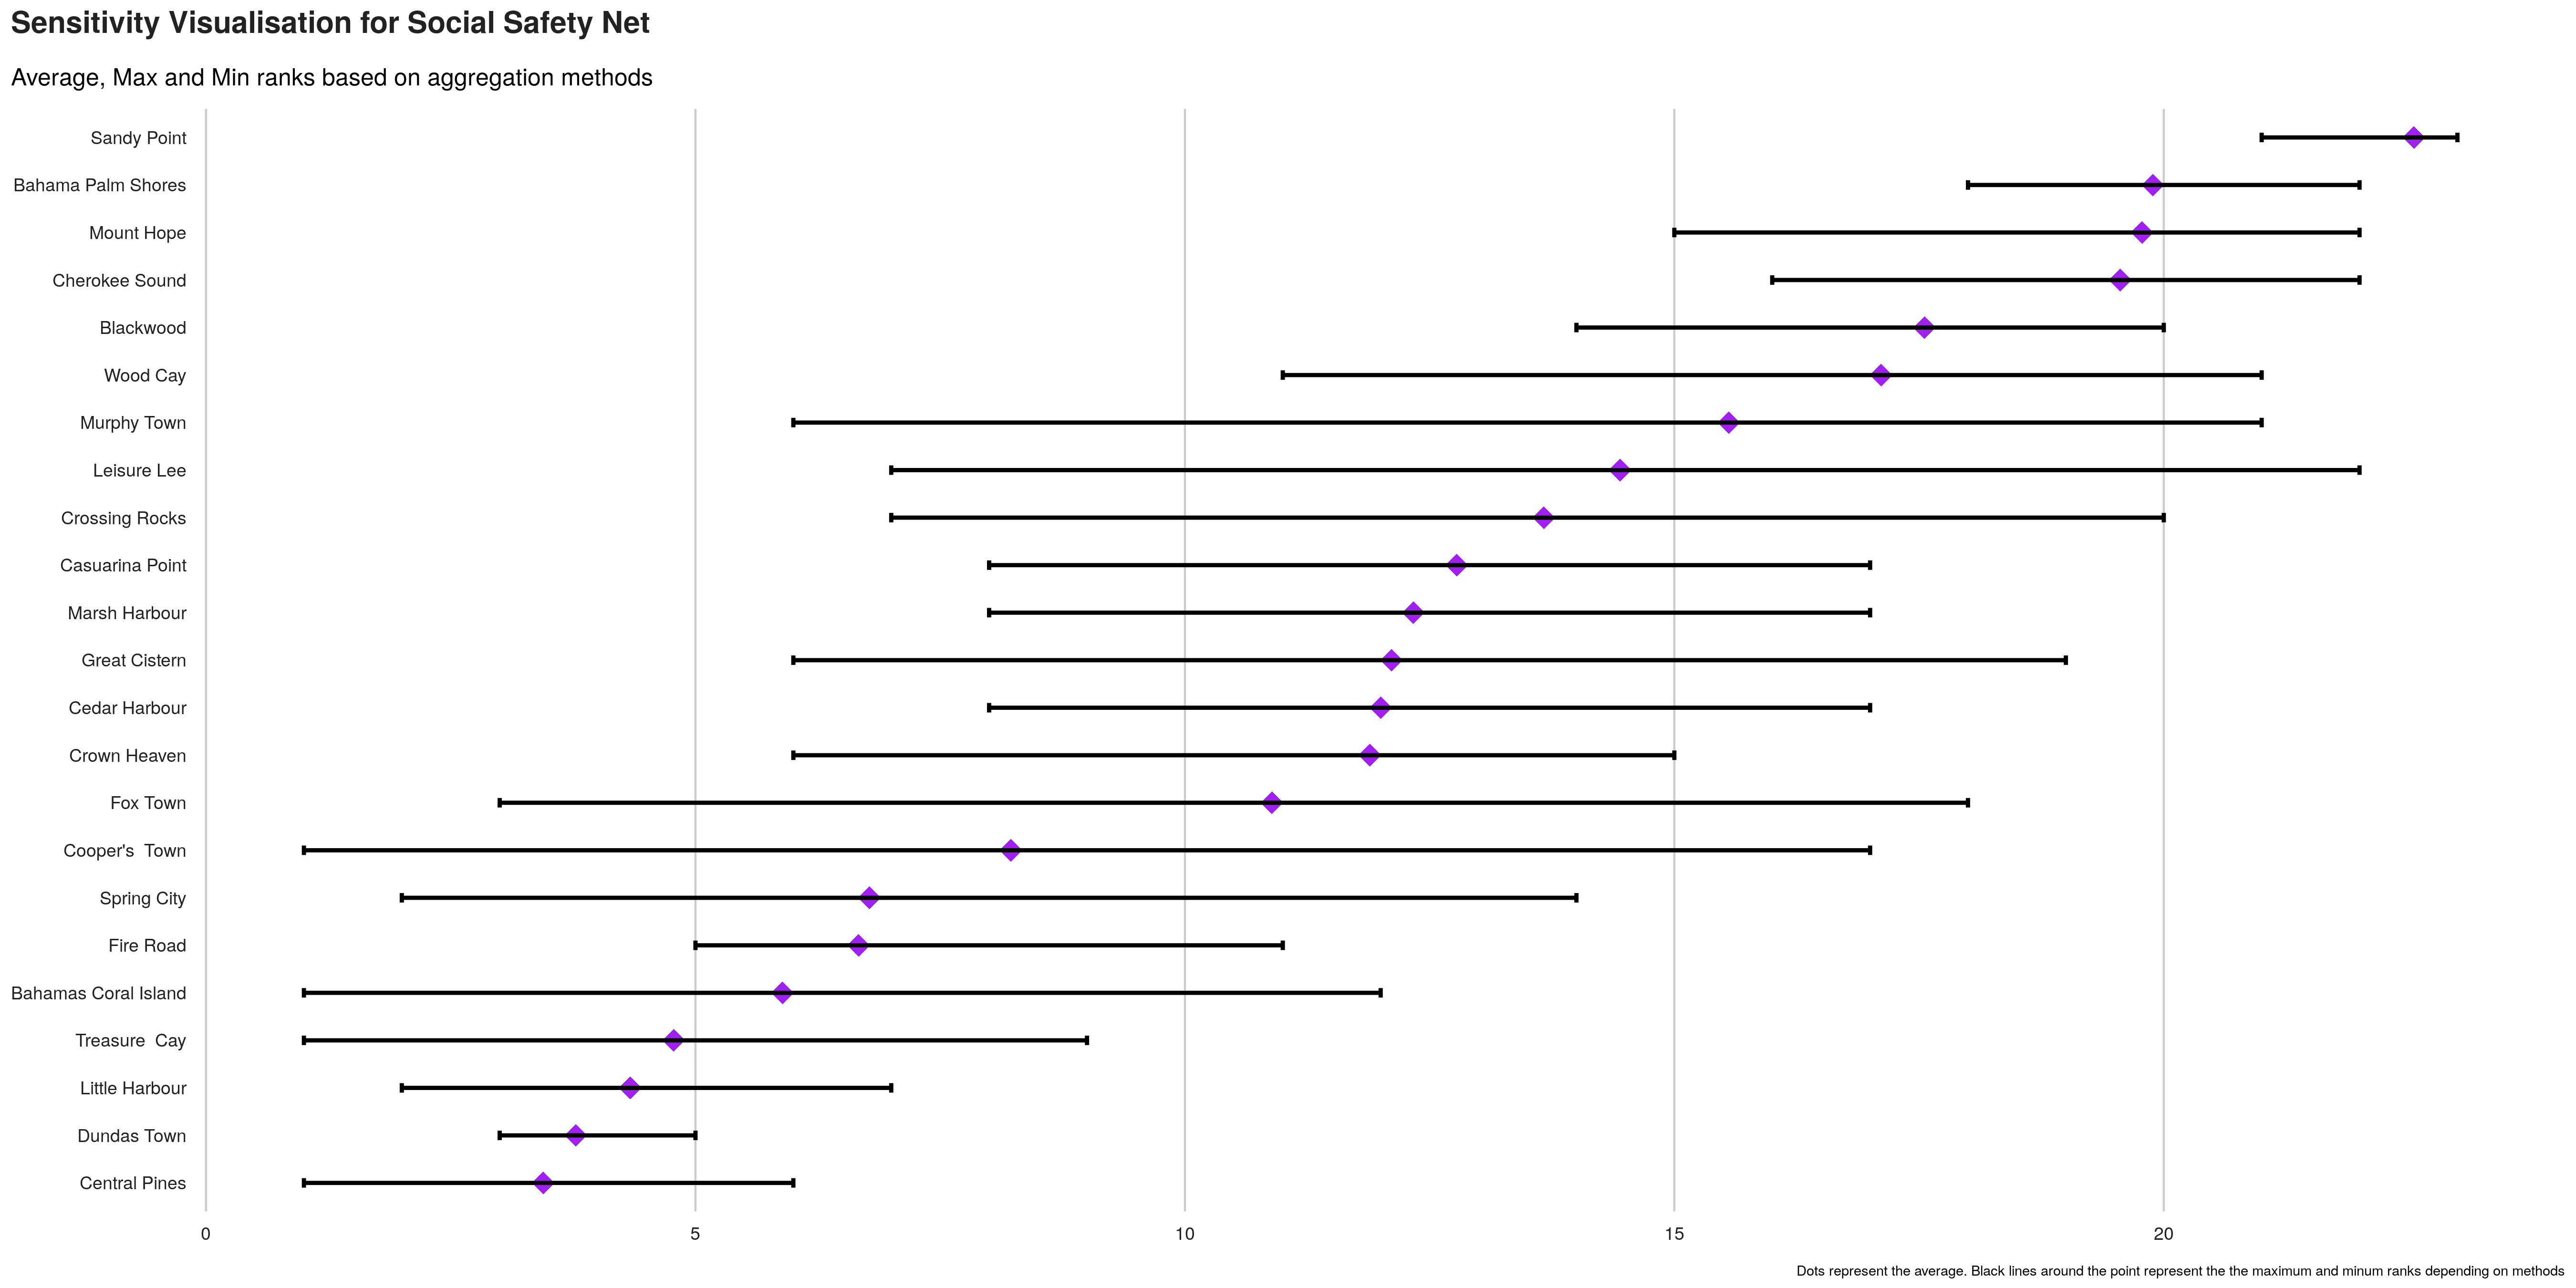 Sensitivity Visualisation for Social Safety Net
Average, Max and Min ranks based on aggregation methods
Sandy Point
Bahama Palm Shores
Mount Hope
Cherokee Sound
Blackwood
Wood Cay
Murphy Town
Leisure Lee
Crossing Rocks
Casuarina Point
Marsh Harbour
Great Cistern
Cedar Harbour
Crown Heaven
Fox Town
Cooper's  Town
Spring City
Fire Road
Bahamas Coral Island
Treasure  Cay
Little Harbour
Dundas Town
Central Pines
0 5 10 15 20
Dots represent the average. Black lines around the point represent the the maximum and minum ranks depending on methods